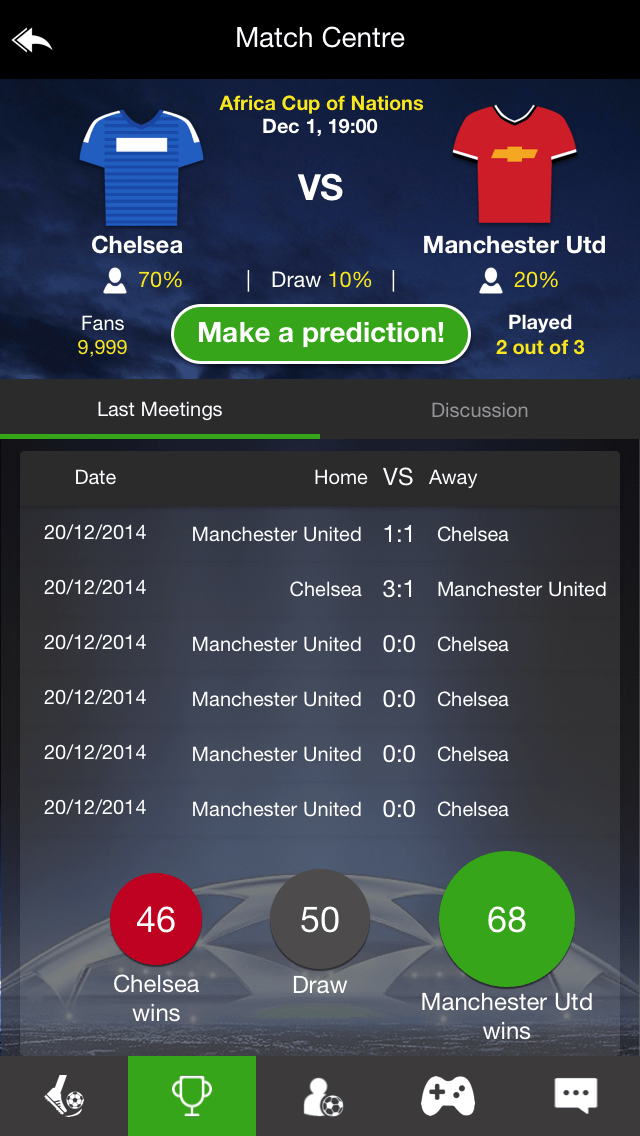 Match Centre
Africa Cup of Nations
Dec 1, 19:00
VS
Chelsea
Manchester Utd
70% | Draw 10% | 20%
Fans
9,999
Make a prediction!
Played
2 out of 3
Last Meetings
Discussion
Date Home VS Away
20/12/2014 Manchester United 1:1 Chelsea
20/12/2014 Chelsea 3:1 Manchester United
20/12/2014 Manchester United 0:0 Chelsea
20/12/2014 Manchester United 0:0 Chelsea
20/12/2014 Manchester United 0:0 Chelsea
20/12/2014 Manchester United 0:0 Chelsea
46
Chelsea
wins
50
Draw
68
Manchester Utd
wins